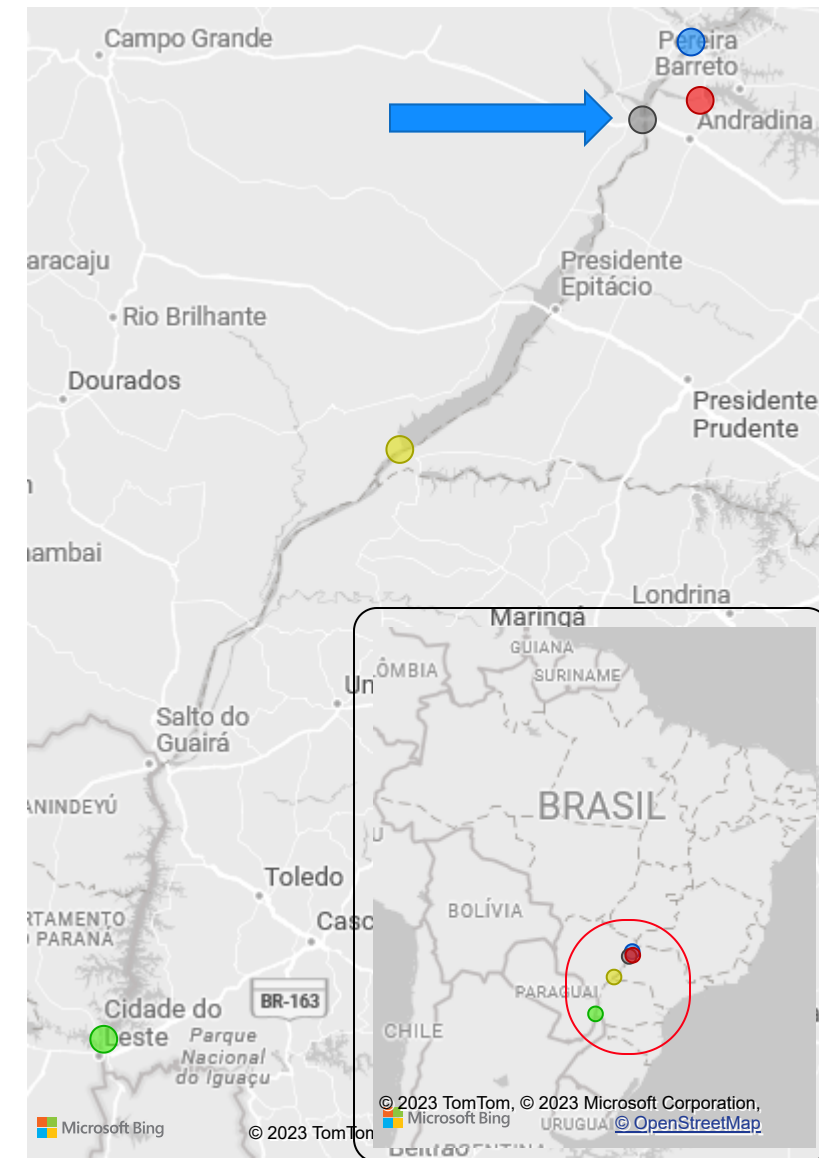 Campo Grande
Pereira
Barreto
Andradina
aracaju
Presidente
Epitácio
Rio Brilhante
Dourados
Presidente
Prudente
ambai
Londrina
Maringá
Salto do
Guairá
ANINDEYÚ
Toledo
RTAMENTO
PARANÁ
Casc
Cidade do
Leste
BR-163
Parque
Nacional
do Iguaçu
Microsoft Bing
© 2023 TomTom
GUIANA
ÔMBIA
SURINAME
BRASIL
BOLÍVIA
PARAGUAI
CHILE
© 2023 TomTom, © 2023 Microsoft Corporation,
Microsoft Bing
URUGUAI
© OpenStreetMap